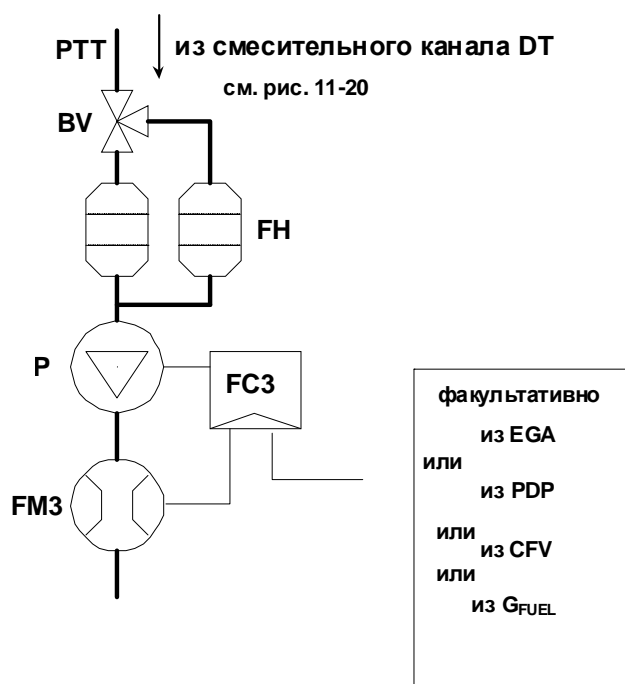 PTT
из смесительного канала DT
см. рис. 11-20
BV
FH
P
FC3
FM3
факультативно
из EGA
или
из PDP
или
из CFV
или
из GFUEL